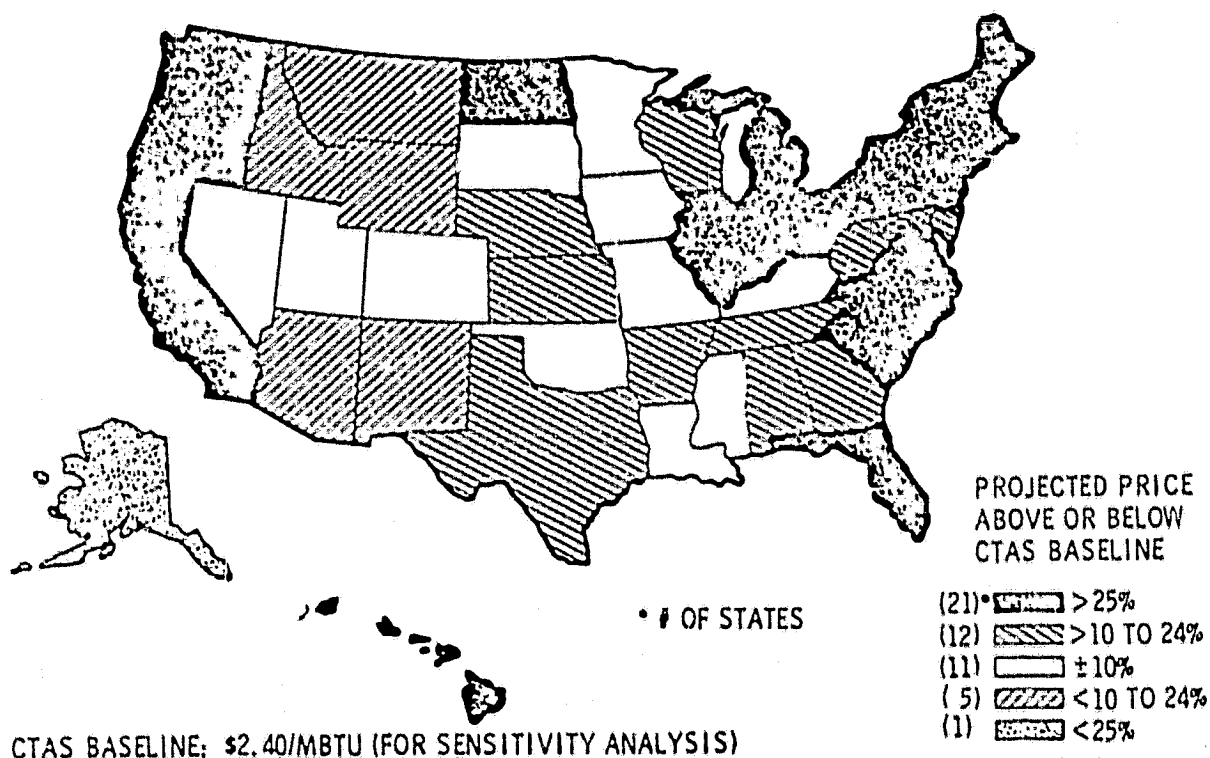 PROJECTED PRICE
ABOVE OR BELOW
CTAS BASELINE
(21)* >25%
(12) >10 TO 24%
(11) ±10%
(5) <10 TO 24%
(1) <25%
* # OF STATES
CTAS BASELINE: $2.40/MBTU (FOR SENSITIVITY ANALYSIS)